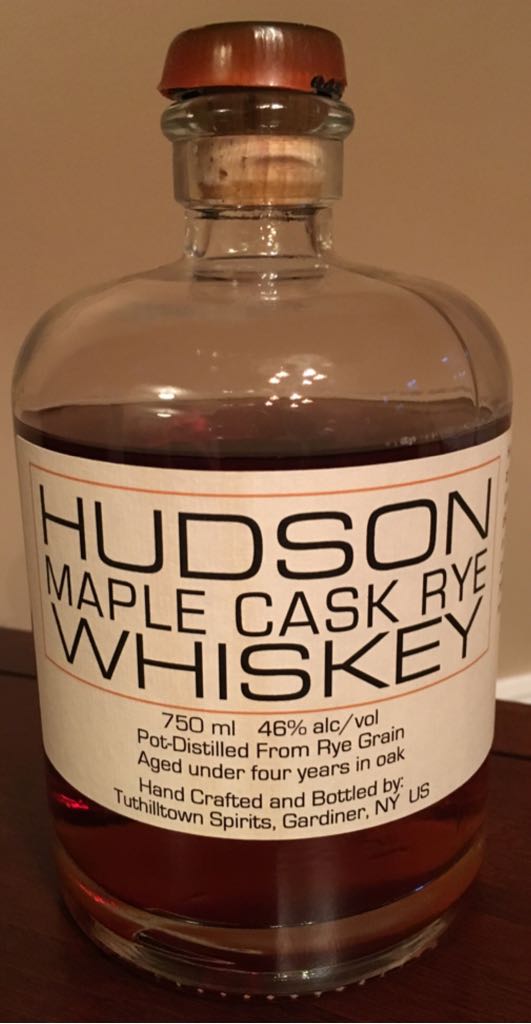 HUDSON
MAPLE CASK RYE
WHISKEY
750 ml 46% alc/vol
Pot-Distilled From Rye Grain
Aged under four years in oak
Hand Crafted and Bottled by:
Tuthilltown Spirits, Gardiner, NY US